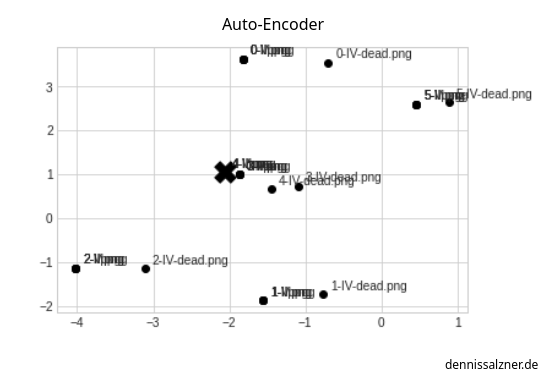 Auto-Encoder
0-IV-dead.png
5-IV-dead.png
3-IV-dead.png
4-IV-dead.png
2-IV-dead.png
1-IV-dead.png
3
2
1
0
−1
−2
−4 −3 −2 −1 0 1
dennissalzner.de